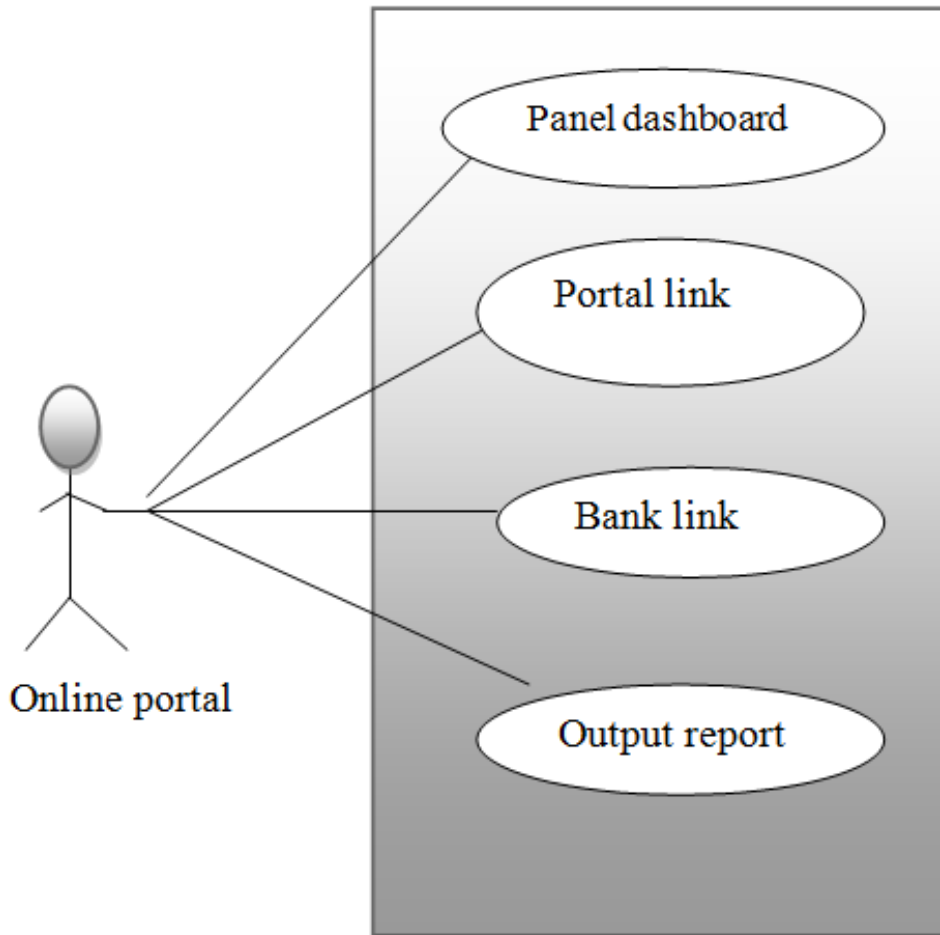 Panel dashboard
Portal link
Bank link
Online portal
Output report